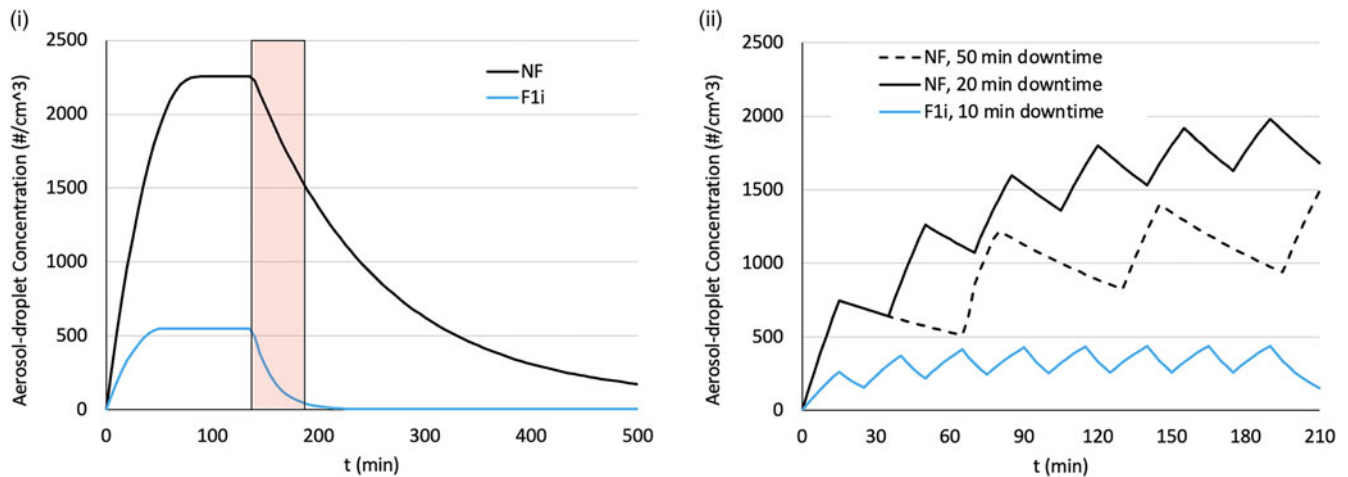 (i)
Aerosol-droplet Concentration (#/cm^3)
2500
2000
1500
1000
500
0
NF
F1i
0 100 200 300 400 500
t (min)
(ii)
Aerosol-droplet Concentration (#/cm^3)
2500
2000
1500
1000
500
0
NF, 50 min downtime
NF, 20 min downtime
F1i, 10 min downtime
0 30 60 90 120 150 180 210
t (min)